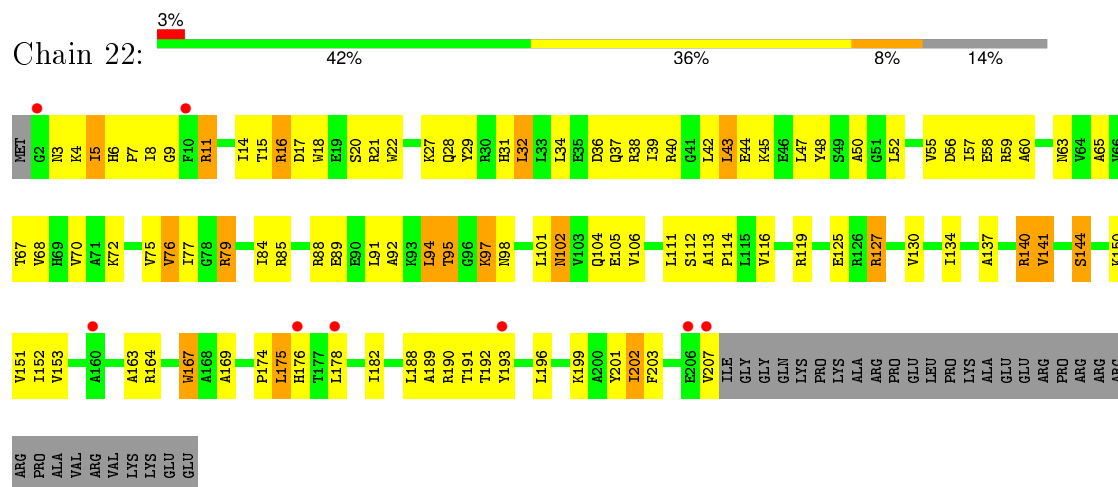 3%
Chain 22:
42% 36% 8% 14%
MET G2 N3 K4 I5 H6 P7 I8 G9 F10 R11 I14 T15 R16 D17 W18 E19 S20 R21 W22 K27 Q28 Y29 R30 H31 L32 L33 L34 E35 D36 Q37 R38 I39 R40 G41 L42 L43 E44 K45 E46 L47 Y48 S49 A50 G51 L52 V55 D56 I57 E58 R59 A60 N63 V64 A65 V66
T67 V68 H69 V70 A71 K72 V75 V76 I77 G78 R79 I84 R85 R88 E89 E90 L91 A92 K93 L94 T95 G96 K97 N98 L101 N102 V103 Q104 E105 V106 L111 S112 A113 P114 L115 V116 R119 E125 R126 R127 V130 I134 A137 R140 V141 S144 K150
V151 I152 V153 A160 A163 R164 W167 A168 A169 P174 L175 H176 T177 L178 I182 L188 A189 R190 T191 T192 Y193 L196 K199 A200 Y201 I202 F203 E206 V207 ILE GLY GLY GLN LYS PRO LYS ALA ARG PRO GLU LEU PRO LYS ALA GLU GLU ARG PRO ARG ARG ARG
ARG PRO ALA VAL ARG VAL LYS LYS GLU GLU